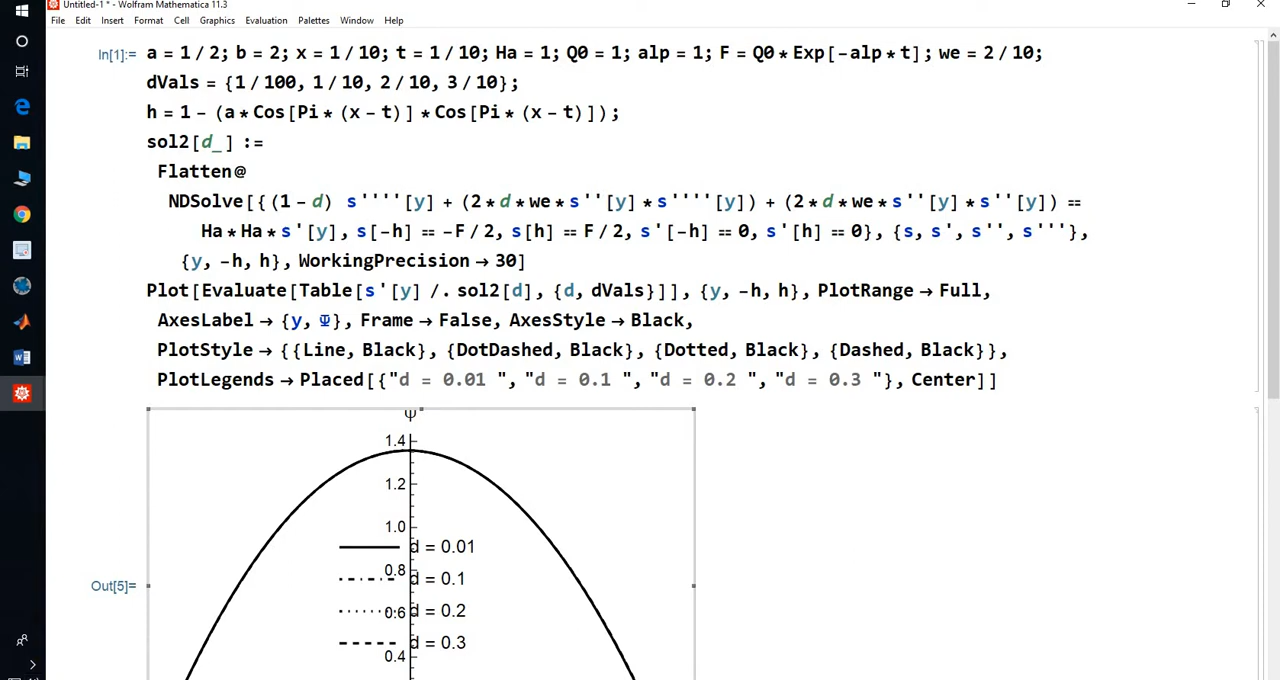 Untitled-1 * - Wolfram Mathematica 11.3
File Edit Insert Format Cell Graphics Evaluation Palettes Window Help
In[1]:= a = 1 / 2; b = 2; x = 1 / 10; t = 1 / 10; Ha = 1; Q0 = 1; alp = 1; F = Q0 * Exp[-alp * t]; we = 2 / 10;
dVals = {1 / 100, 1 / 10, 2 / 10, 3 / 10};
h = 1 - (a * Cos[Pi * (x - t)] * Cos[Pi * (x - t)]);
sol2[d_] :=
Flatten@
NDSolve[{(1 - d) s''''[y] + (2 * d * we * s''[y] * s''''[y]) + (2 * d * we * s'''[y] * s'''[y]) ==
Ha * Ha * s''[y], s[-h] == -F / 2, s[h] == F / 2, s'[-h] == 0, s'[h] == 0}, {s, s', s'', s'''},
{y, -h, h}, WorkingPrecision → 30]
Plot[Evaluate[Table[s'[y] /. sol2[d], {d, dVals}]], {y, -h, h}, PlotRange → Full,
AxesLabel → {y, Ψ}, Frame → False, AxesStyle → Black,
PlotStyle → {{Line, Black}, {DotDashed, Black}, {Dotted, Black}, {Dashed, Black}},
PlotLegends → Placed[{"d = 0.01 ", "d = 0.1 ", "d = 0.2 ", "d = 0.3 "}, Center]]
Ψ
1.4
1.2
1.0
d = 0.01
0.8
d = 0.1
Out[5]=
0.6
d = 0.2
d = 0.3
0.4